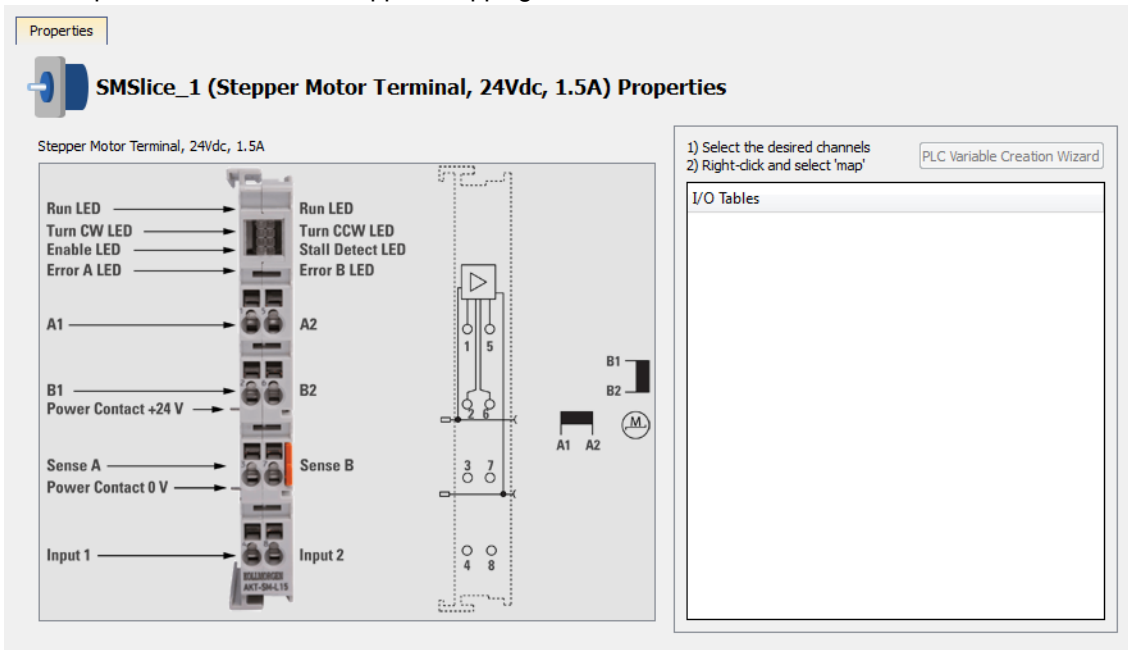 Properties
SMSlice_1 (Stepper Motor Terminal, 24Vdc, 1.5A) Properties
Stepper Motor Terminal, 24Vdc, 1.5A
1) Select the desired channels
2) Right-click and select 'map'
PLC Variable Creation Wizard
I/O Tables
Run LED Run LED
Turn CW LED Turn CCW LED
Enable LED Stall Detect LED
Error A LED Error B LED
A1 A2
1 5
B1
B1 B2 B2
Power Contact +24 V 2 6
M
A1 A2
Sense A Sense B 3 7
Power Contact 0 V
Input 1 Input 2
4 8
KOLLMORGEN
AKT-SM-L15